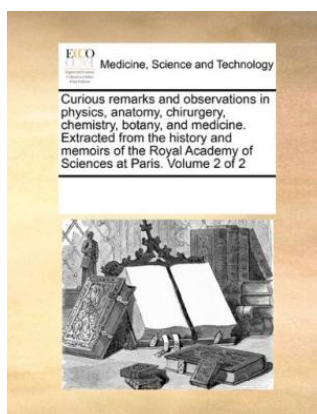 ECCO
Medicine, Science and Technology
Curious remarks and observations in
physics, anatomy, chirurgery,
chemistry, botany, and medicine.
Extracted from the history and
memoirs of the Royal Academy of
Sciences at Paris. Volume 2 of 2